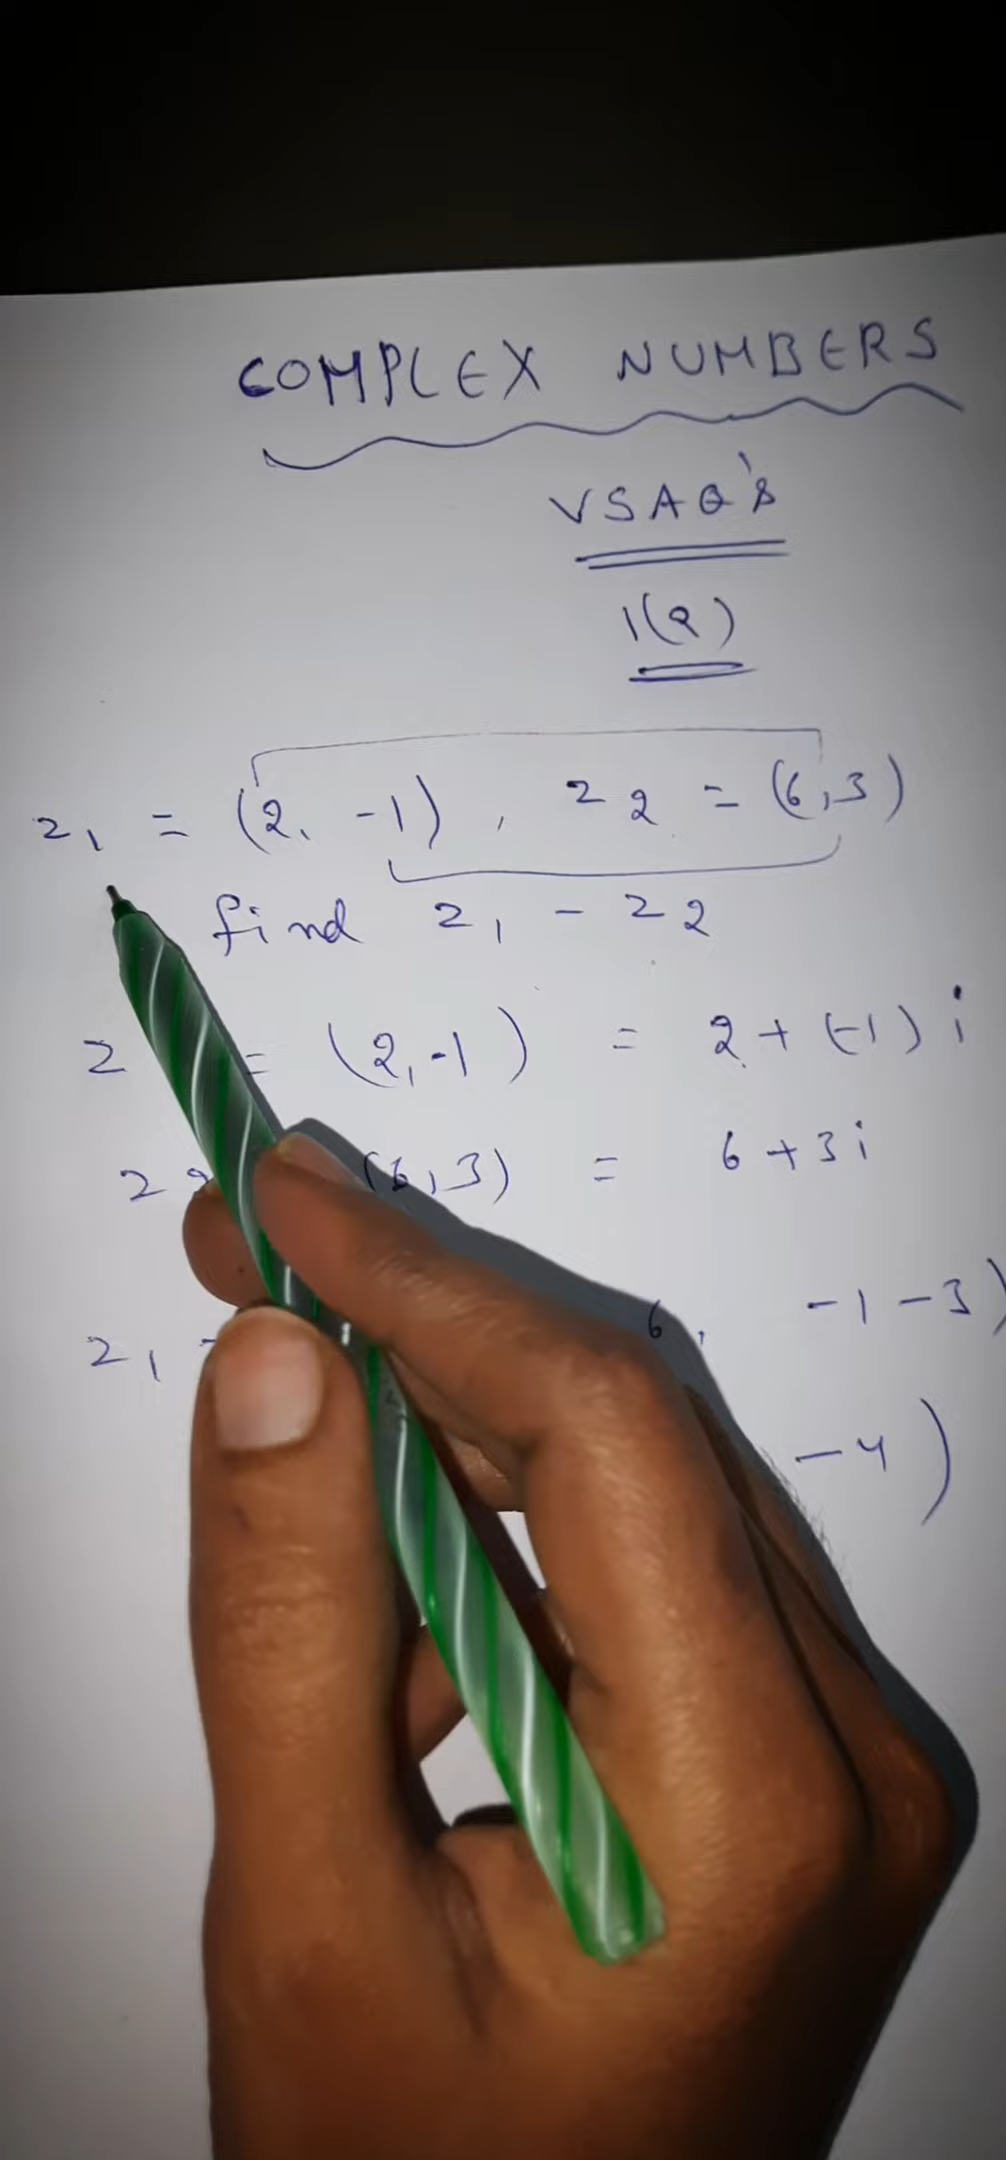 COMPLEX NUMBERS
VSAQ's
1(Q)
z1 = (2, -1), z2 = (6,3)
find z1 - z2
z = (2,-1) = 2 + (-1) i
z2 (6,3) = 6 + 3i
z1 - 6, -1-3)
-4)